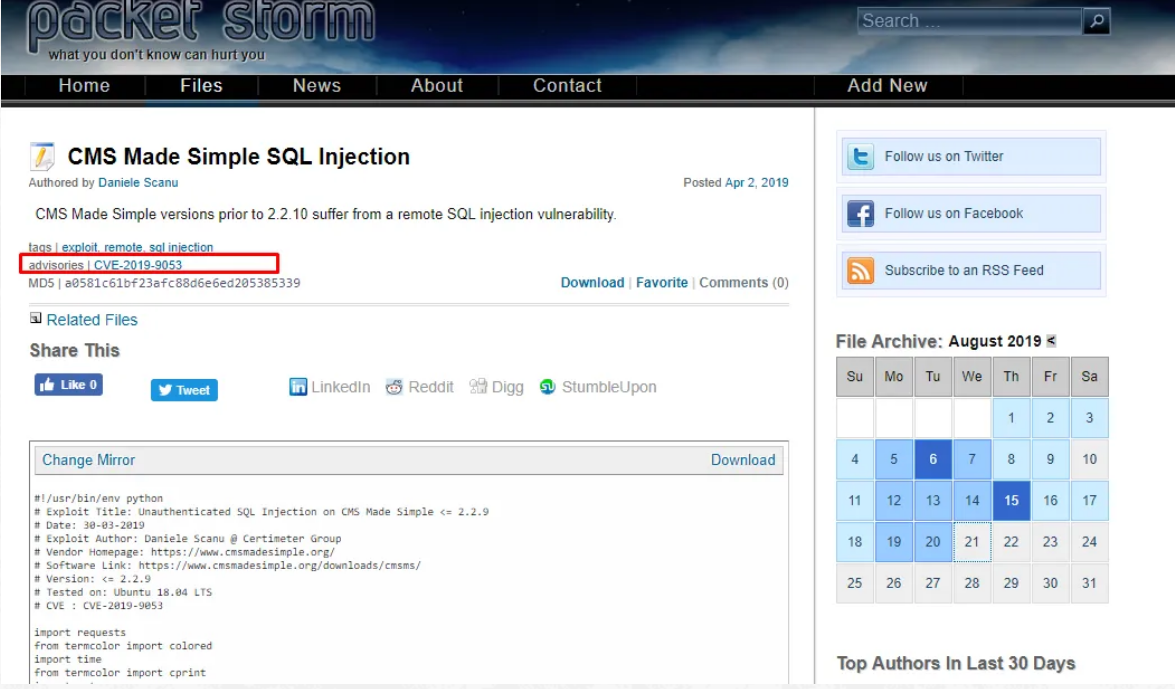 packet storm
what you don't know can hurt you
Search ...
Home Files News About Contact Add New
CMS Made Simple SQL Injection
Authored by Daniele Scanu Posted Apr 2, 2019
CMS Made Simple versions prior to 2.2.10 suffer from a remote SQL injection vulnerability.
tags | exploit, remote, sql injection
advisories | CVE-2019-9053
MD5 | a0581c61bf23afc88d6e6ed205385339
Download | Favorite | Comments (0)
Related Files
Share This
Like 0 Tweet LinkedIn Reddit Digg StumbleUpon
Change Mirror Download
#!/usr/bin/env python
# Exploit Title: Unauthenticated SQL Injection on CMS Made Simple <= 2.2.9
# Date: 30-03-2019
# Exploit Author: Daniele Scanu @ Certimeter Group
# Vendor Homepage: https://www.cmsmadesimple.org/
# Software Link: https://www.cmsmadesimple.org/downloads/cmsms/
# Version: <= 2.2.9
# Tested on: Ubuntu 18.04 LTS
# CVE : CVE-2019-9053
import requests
from termcolor import colored
import time
from termcolor import cprint
Follow us on Twitter
Follow us on Facebook
Subscribe to an RSS Feed
File Archive: August 2019 <
Su Mo Tu We Th Fr Sa
1 2 3
4 5 6 7 8 9 10
11 12 13 14 15 16 17
18 19 20 21 22 23 24
25 26 27 28 29 30 31
Top Authors In Last 30 Days